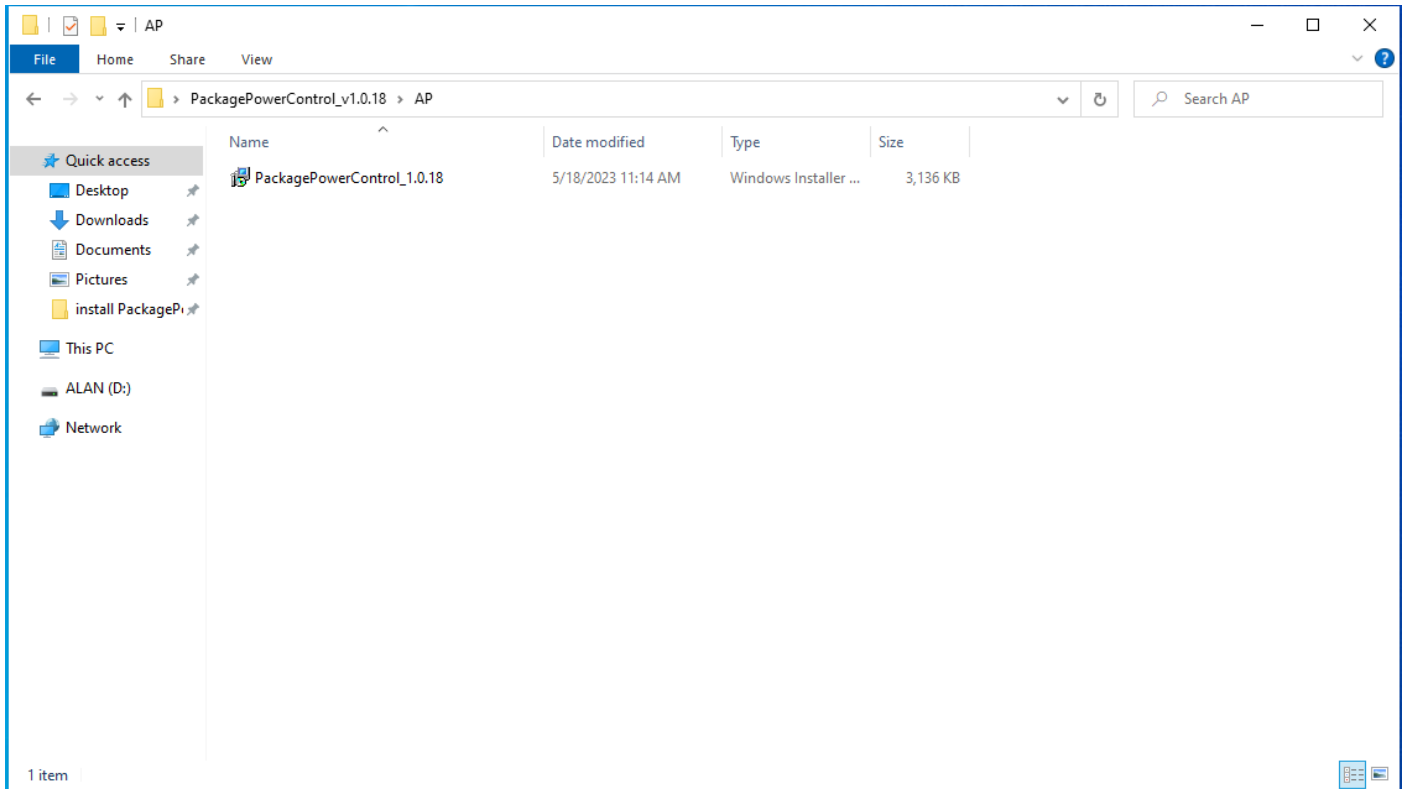 AP
File Home Share View
PackagePowerControl_v1.0.18 > AP
Search AP
Name Date modified Type Size
Quick access
PackagePowerControl_1.0.18 5/18/2023 11:14 AM Windows Installer ... 3,136 KB
Desktop
Downloads
Documents
Pictures
install PackageP
This PC
ALAN (D:)
Network
1 item